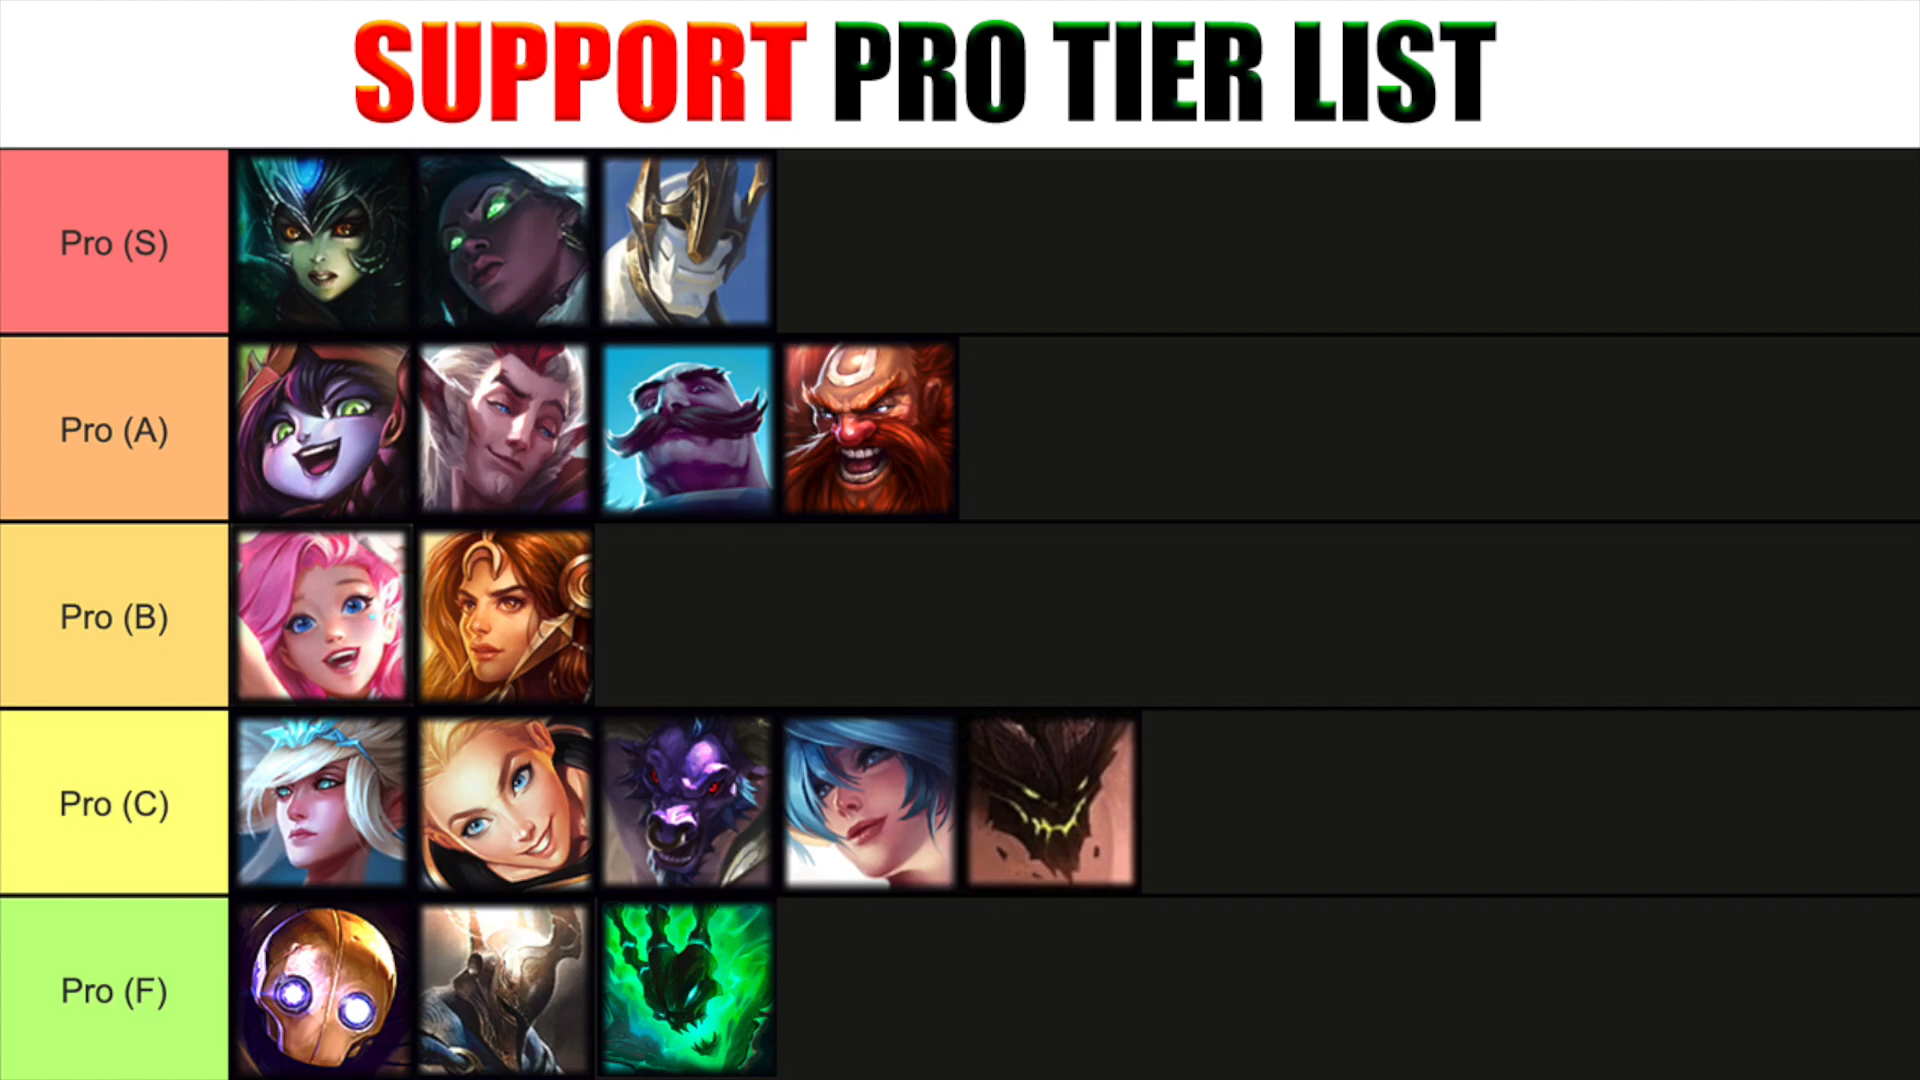 SUPPORT PRO TIER LIST
Pro (S)
Pro (A)
Pro (B)
Pro (C)
Pro (F)